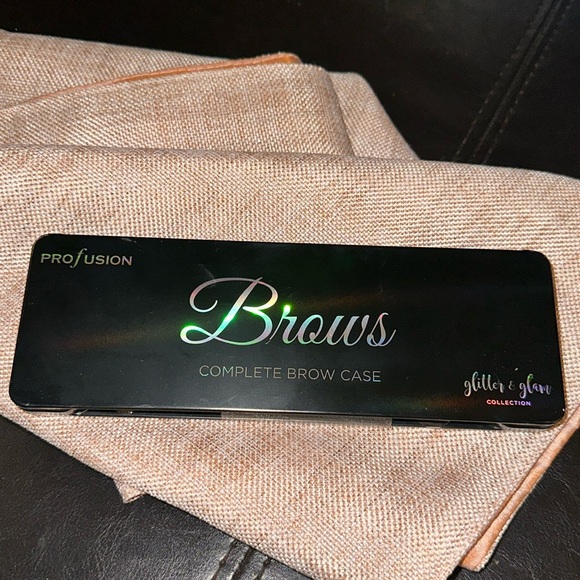 PROfUSION
Brows
COMPLETE BROW CASE
glitter & glam
COLLECTION